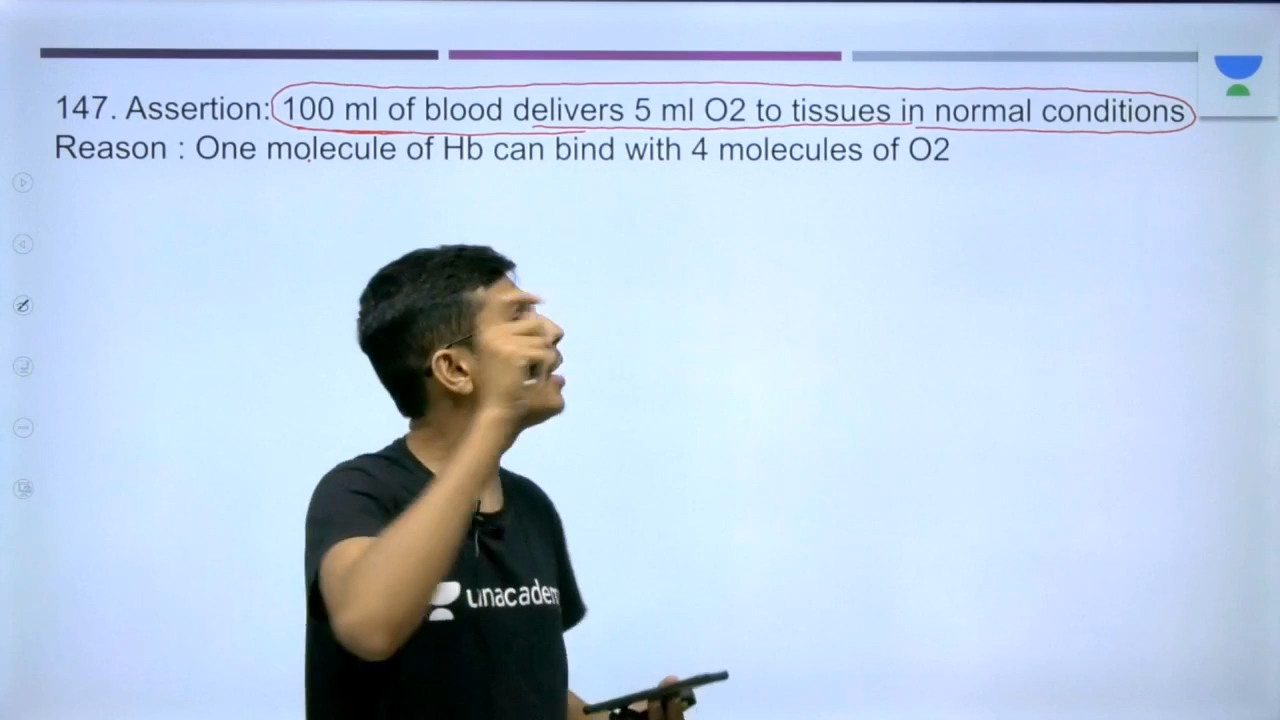 147. Assertion: 100 ml of blood delivers 5 ml O2 to tissues in normal conditions
Reason : One molecule of Hb can bind with 4 molecules of O2